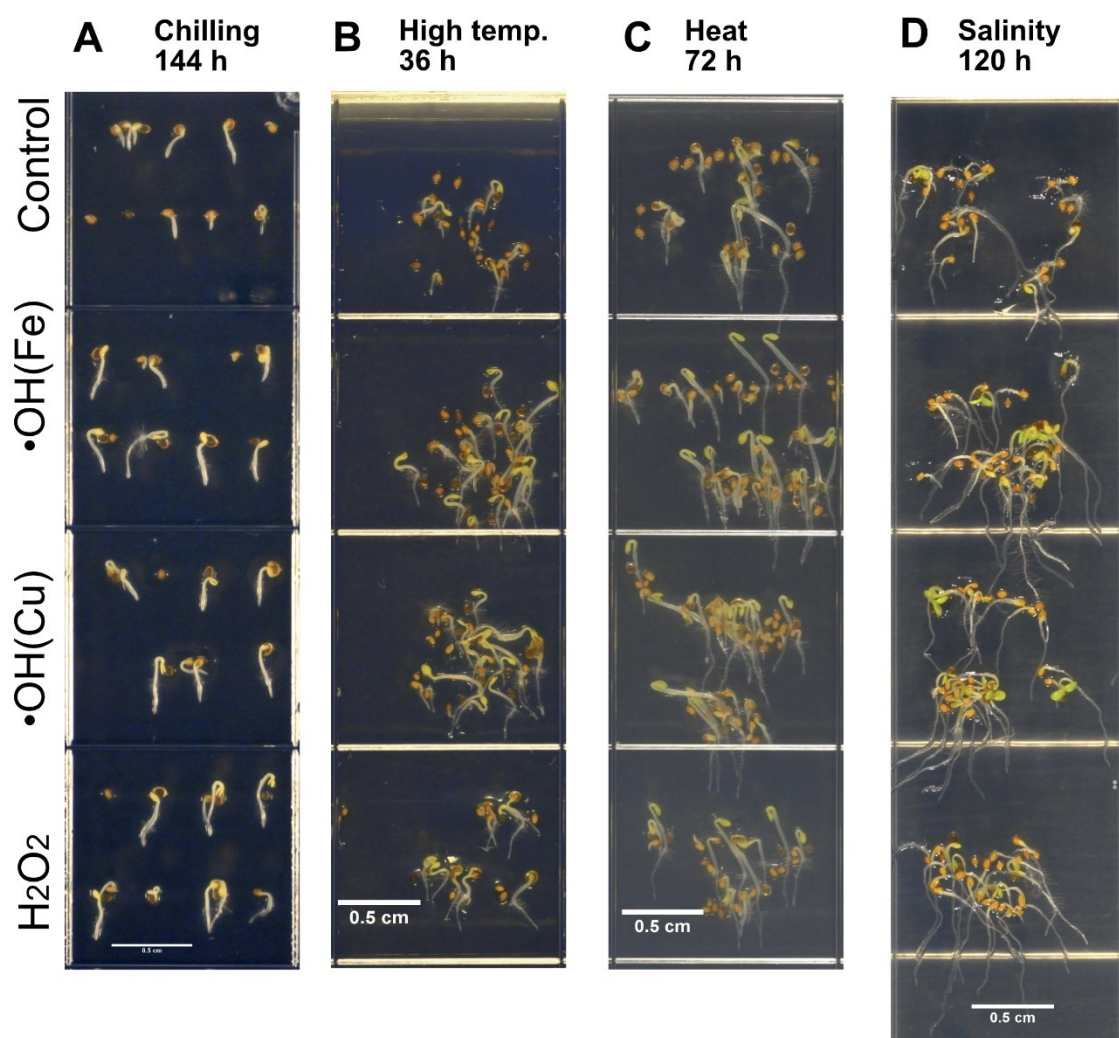 A Chilling
144 h
B High temp.
36 h
C Heat
72 h
D Salinity
120 h
Control
•OH(Fe)
•OH(Cu)
H2O2
0.5 cm
0.5 cm
0.5 cm
0.5 cm